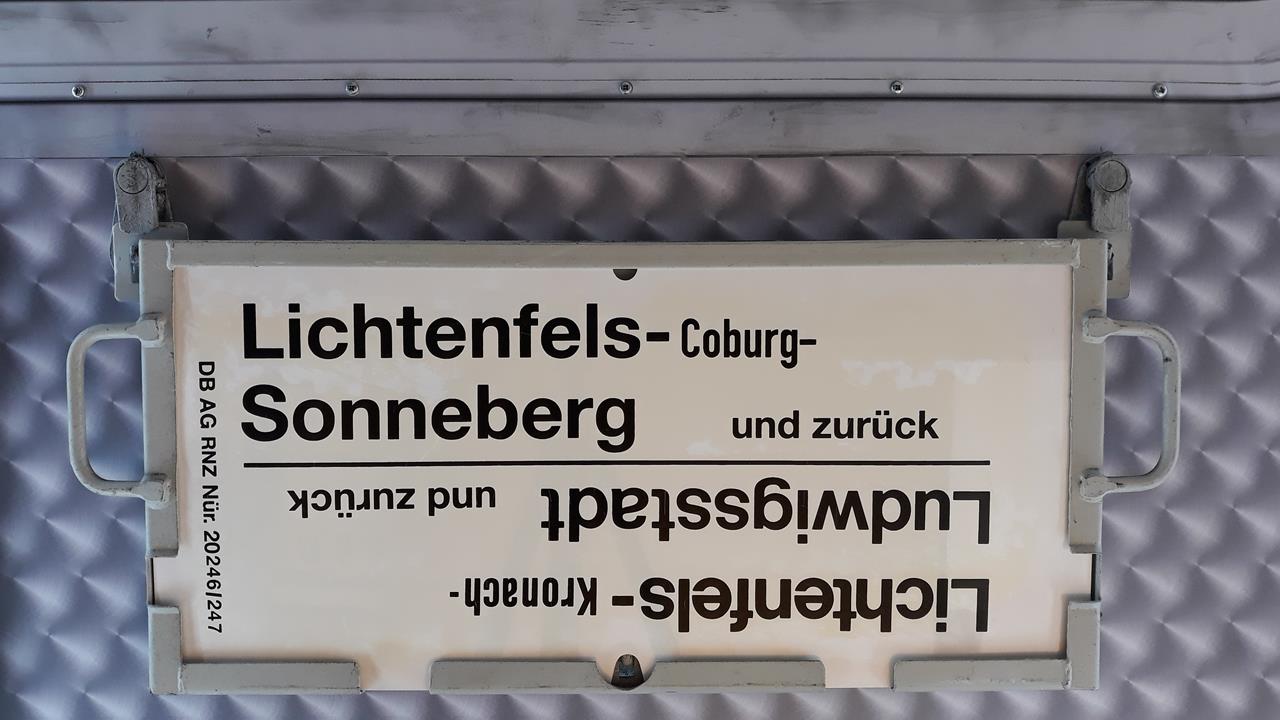 Lichtenfels- Coburg-
Sonneberg und zurück
Lichtenfels- Kronach-
Ludwigsstadt und zurück
DB AG RNZ Nür. 20246/247